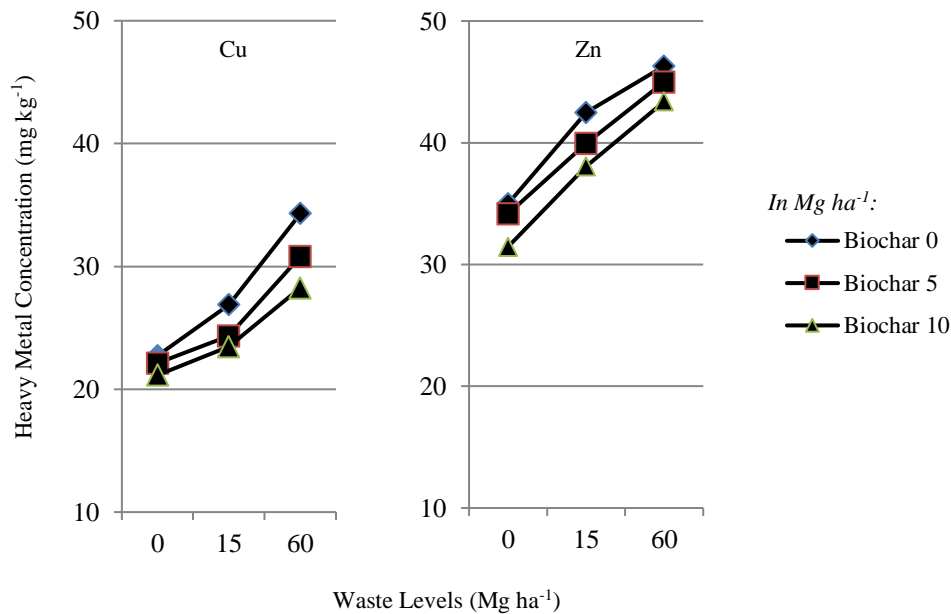 Cu
Zn
50
40
30
20
10
50
40
30
20
10
0 15 60
0 15 60
Heavy Metal Concentration (mg kg⁻¹)
Waste Levels (Mg ha⁻¹)
In Mg ha⁻¹:
Biochar 0
Biochar 5
Biochar 10